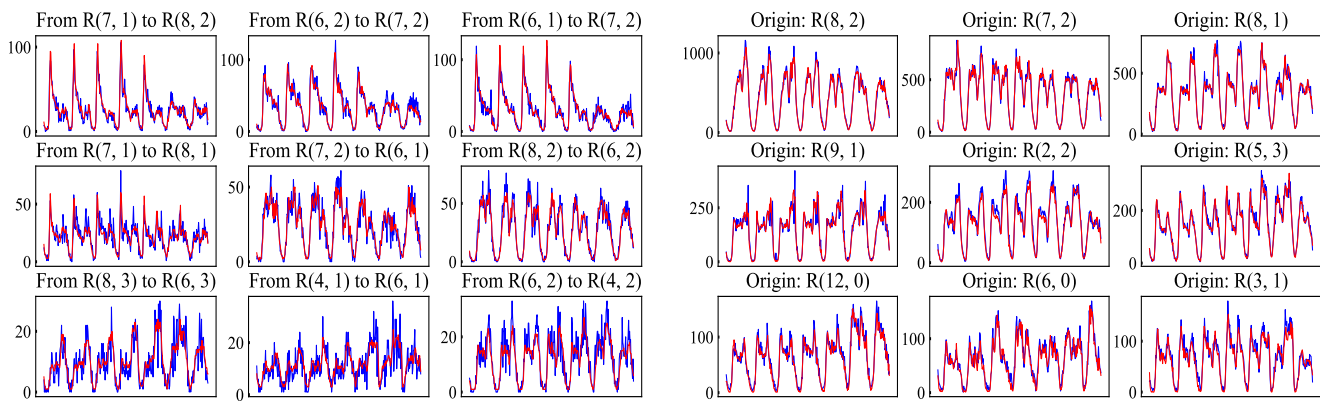 From R(7, 1) to R(8, 2) From R(6, 2) to R(7, 2) From R(6, 1) to R(7, 2) Origin: R(8, 2) Origin: R(7, 2) Origin: R(8, 1)
100 100 100 1000 500 500
0 0 0 0 0 0
From R(7, 1) to R(8, 1) From R(7, 2) to R(6, 1) From R(8, 2) to R(6, 2) Origin: R(9, 1) Origin: R(2, 2) Origin: R(5, 3)
50 50 50 250 200 200
0 0 0 0 0 0
From R(8, 3) to R(6, 3) From R(4, 1) to R(6, 1) From R(6, 2) to R(4, 2) Origin: R(12, 0) Origin: R(6, 0) Origin: R(3, 1)
20 20 20 100 100 100
0 0 0 0 0 0